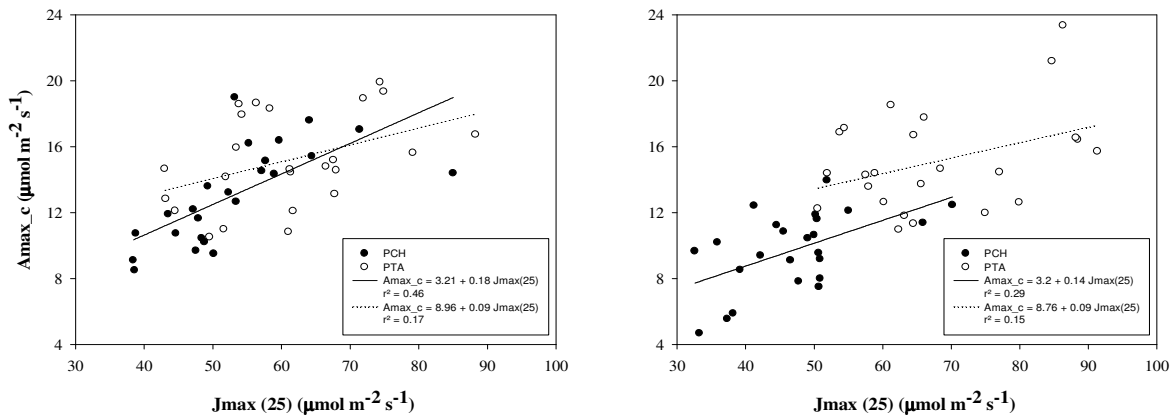 24
20
16
12
8
4
Amax_c (μmol m⁻² s⁻¹)
PCH
PTA
Amax_c = 3.21 + 0.18 Jmax(25)
r² = 0.46
Amax_c = 8.96 + 0.09 Jmax(25)
r² = 0.17
30 40 50 60 70 80 90 100
Jmax (25) (μmol m⁻² s⁻¹)
24
20
16
12
8
4
PCH
PTA
Amax_c = 3.2 + 0.14 Jmax(25)
r² = 0.29
Amax_c = 8.76 + 0.09 Jmax(25)
r² = 0.15
30 40 50 60 70 80 90 100
Jmax (25) (μmol m⁻² s⁻¹)